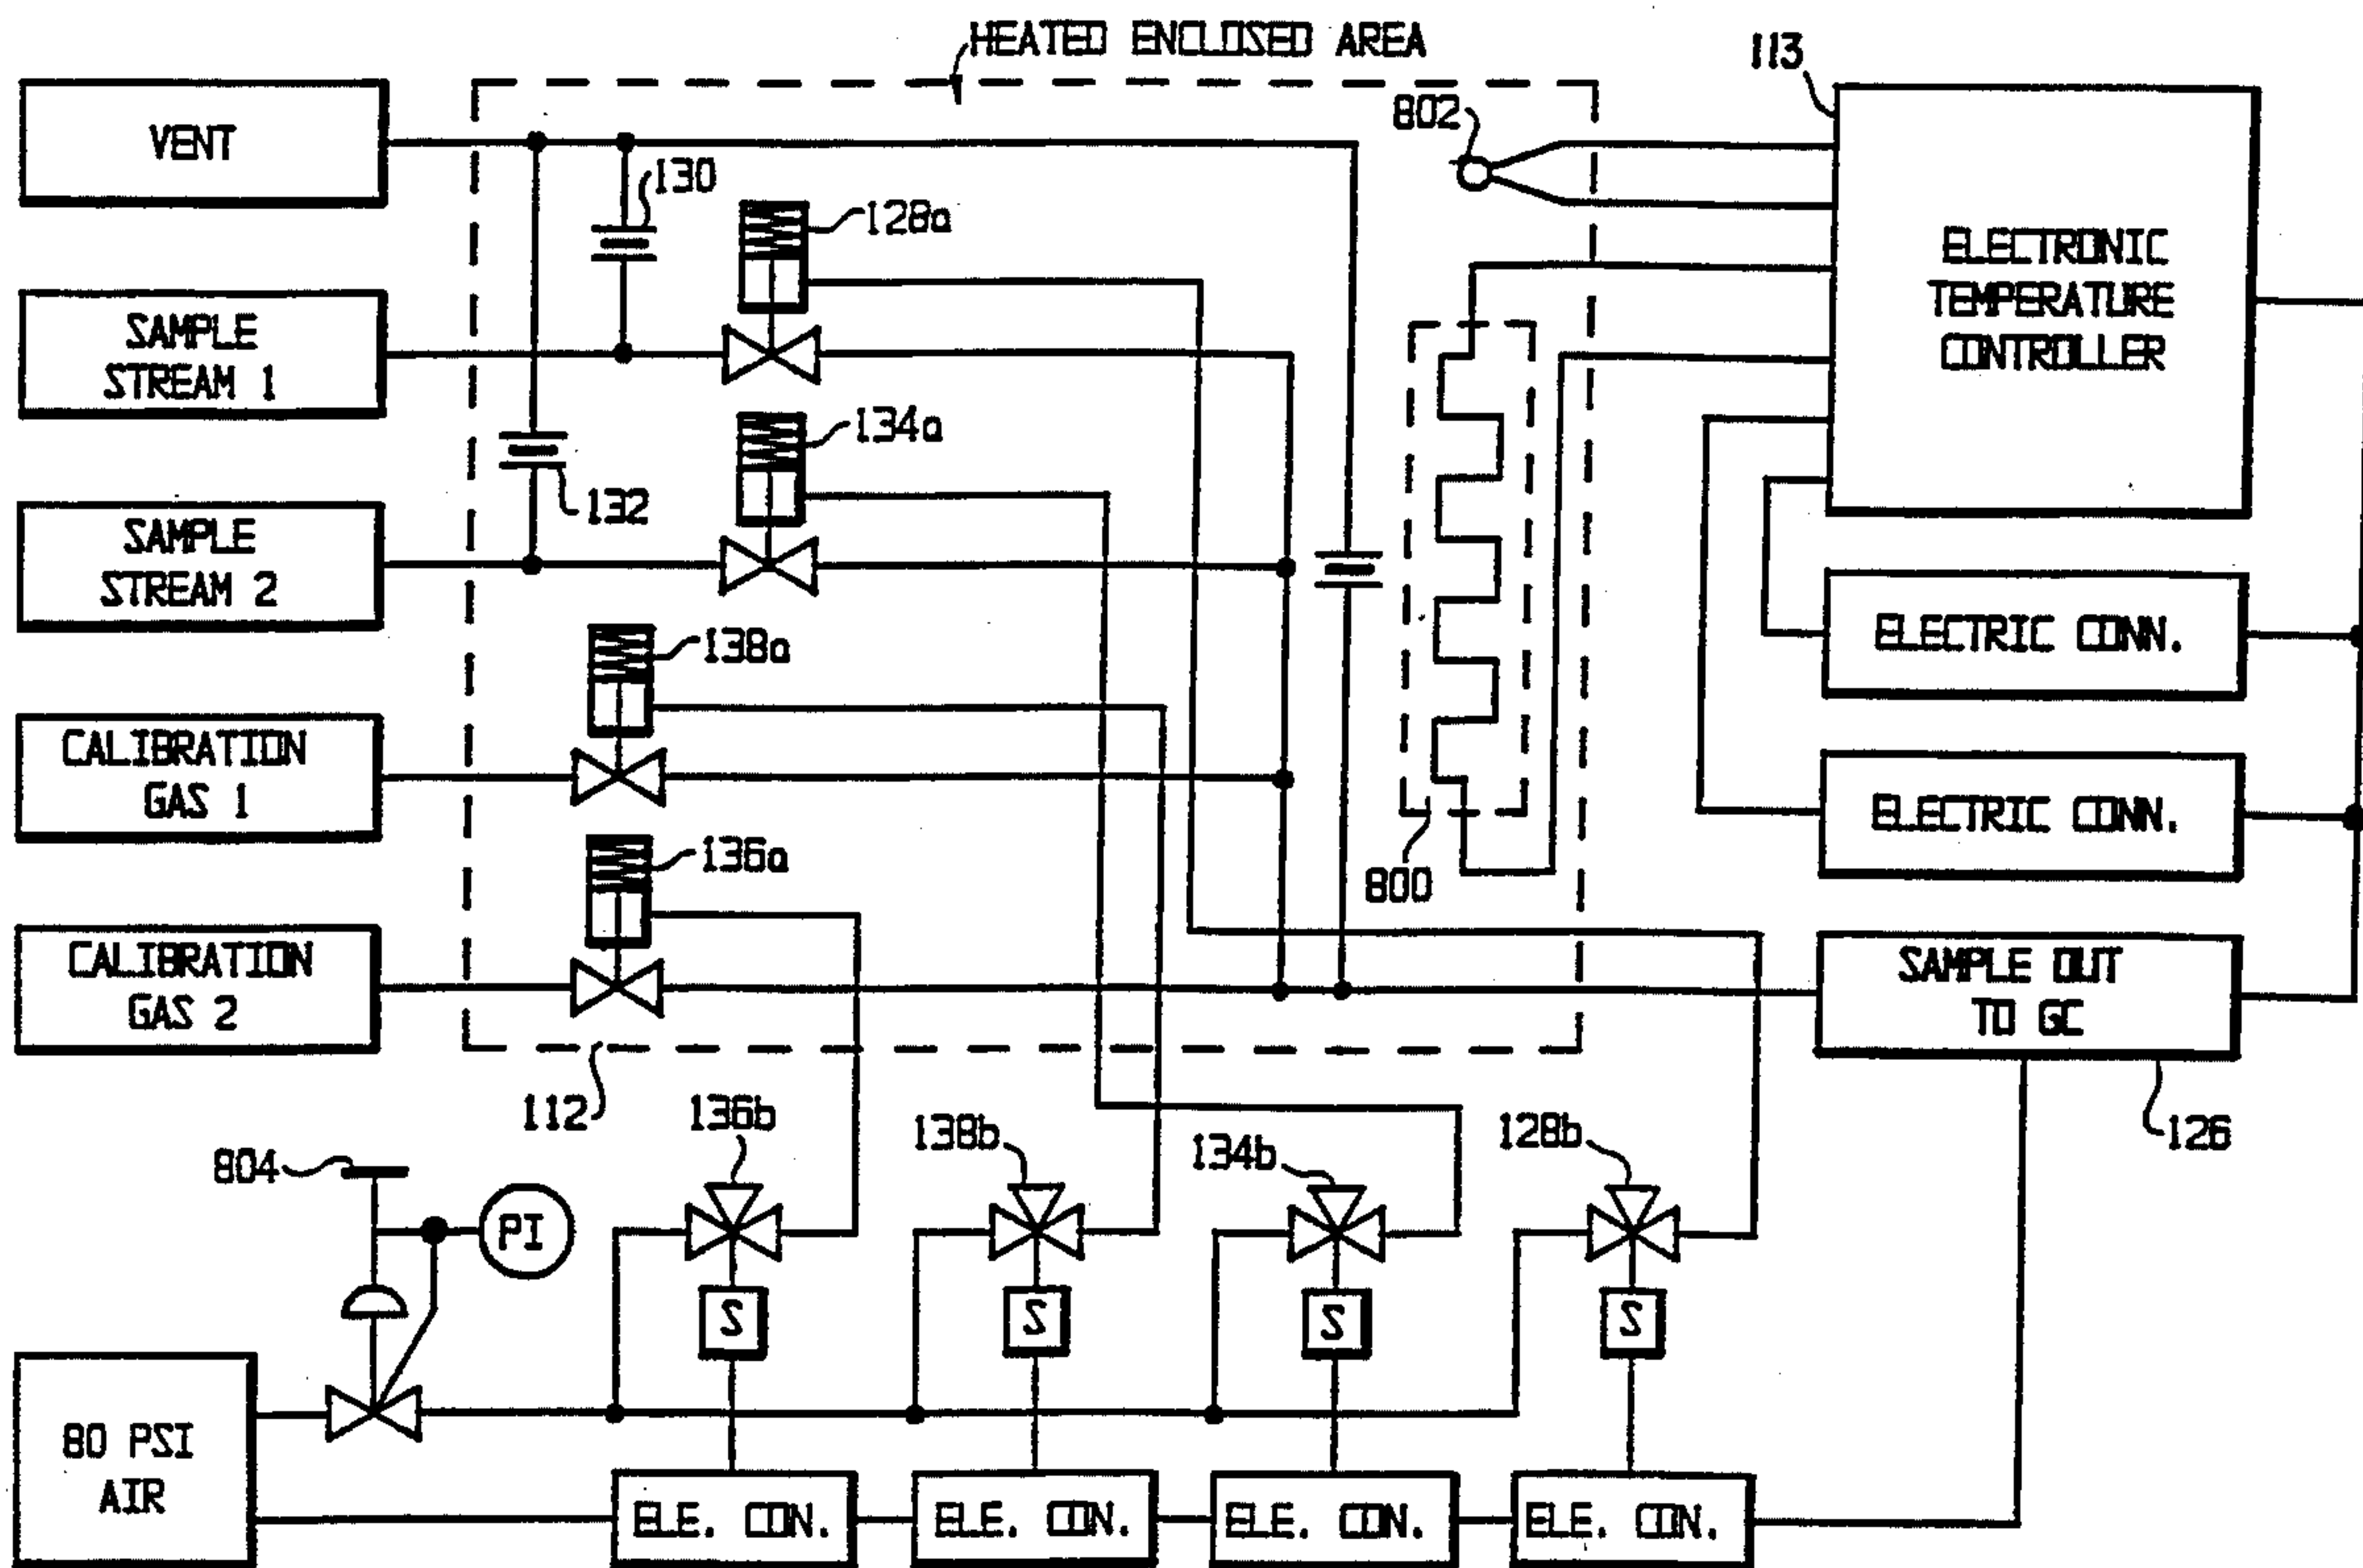 HEATED ENCLOSED AREA
113
VENT
802
130
128a
ELECTRONIC
TEMPERATURE
CONTROLLER
SAMPLE
STREAM 1
134a
132
SAMPLE
STREAM 2
ELECTRIC CONN.
138a
CALIBRATION
GAS 1
ELECTRIC CONN.
136a
800
CALIBRATION
GAS 2
SAMPLE OUT
TO GC
112
136b
138b
134b
128b
126
804
PI
S
S
S
S
80 PSI
AIR
ELE. CON.
ELE. CON.
ELE. CON.
ELE. CON.